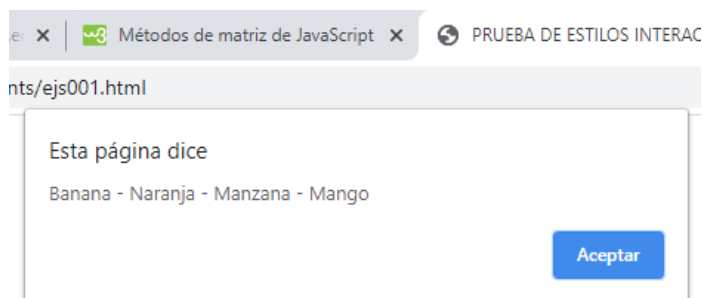 Métodos de matriz de JavaScript
PRUEBA DE ESTILOS INTERAC
nts/ejs001.html
Esta página dice
Banana - Naranja - Manzana - Mango
Aceptar